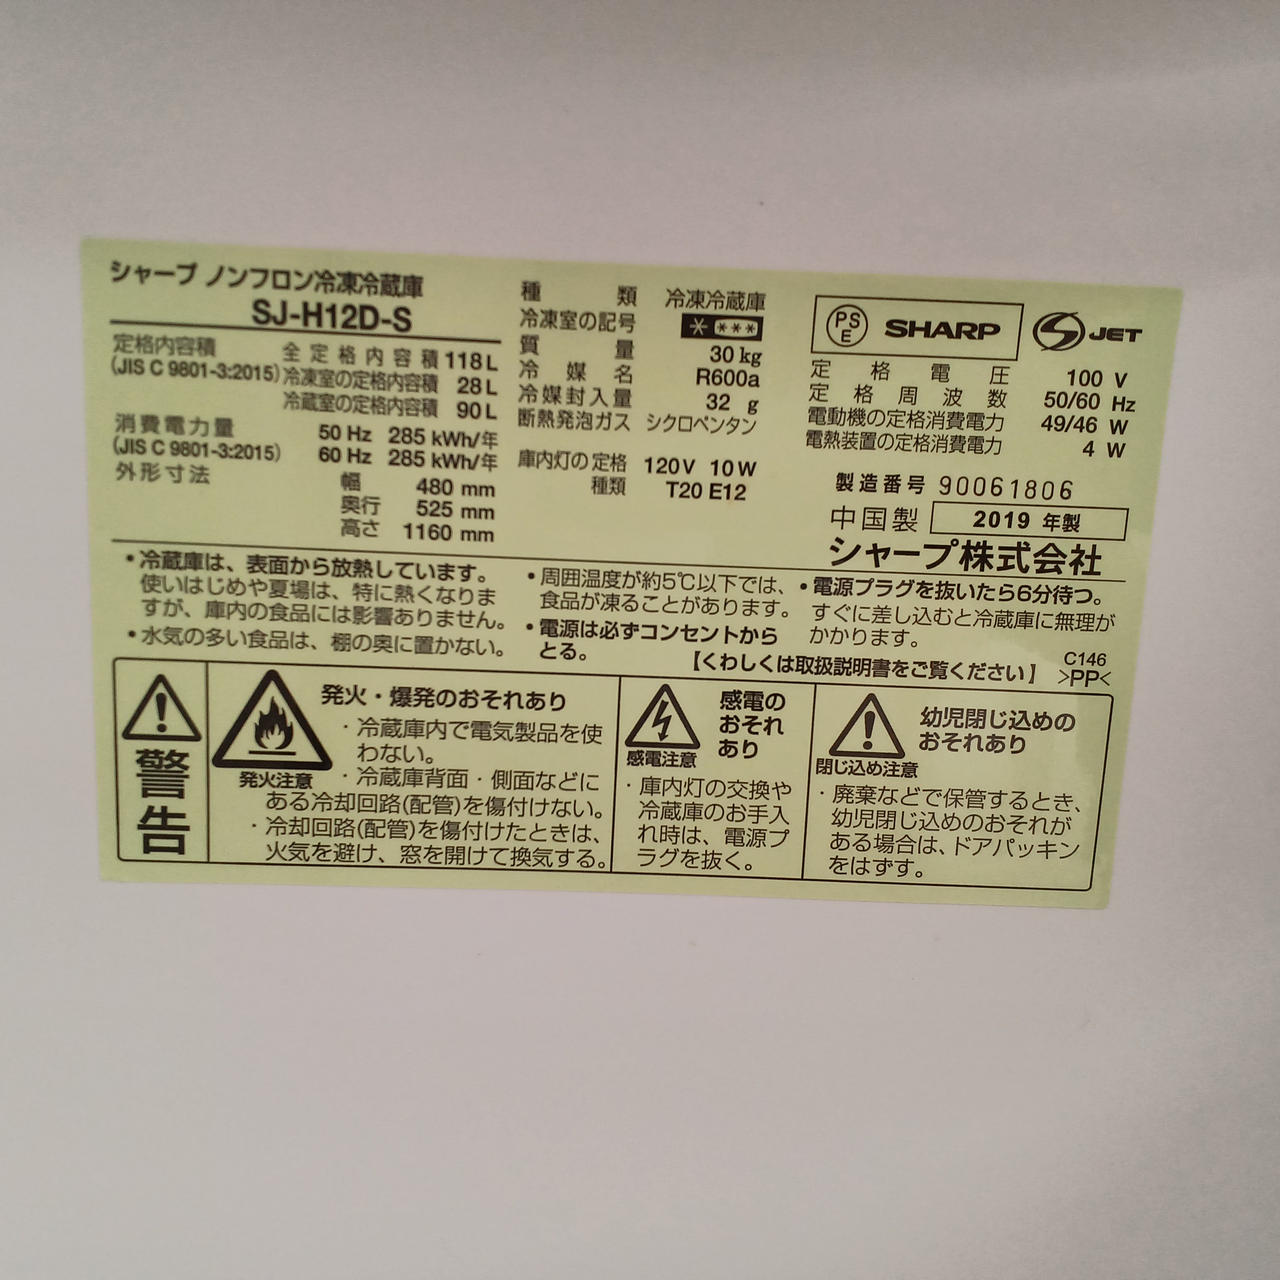 シャープ ノンフロン冷凍冷蔵庫
SJ-H12D-S
定格内容積
(JIS C 9801-3:2015)
全定格内容積 118 L
冷凍室の定格内容積 28 L
冷蔵室の定格内容積 90 L
消費電力量
(JIS C 9801-3:2015)
50 Hz 285 kWh/年
60 Hz 285 kWh/年
外形寸法
幅 480 mm
奥行 525 mm
高さ 1160 mm
種類 冷凍冷蔵庫
冷凍室の記号
質量 30 kg
冷媒名 R600a
冷媒封入量 32 g
断熱発泡ガス シクロペンタン
庫内灯の定格 120V 10W
種類 T20 E12
PSE SHARP
S JET
定格電圧 100 V
定格周波数 50/60 Hz
電動機の定格消費電力 49/46 W
電熱装置の定格消費電力 4 W
製造番号 90061806
中国製 2019 年製
シャープ株式会社
・冷蔵庫は、表面から放熱しています。
使いはじめや夏場は、特に熱くなりま
すが、庫内の食品には影響ありません。
・水気の多い食品は、棚の奥に置かない。
・周囲温度が約5℃以下では、
食品が凍ることがあります。
・電源は必ずコンセントから
とる。
・電源プラグを抜いたら6分待つ。
すぐに差し込むと冷蔵庫に無理が
かかります。
【くわしくは取扱説明書をご覧ください】
C146
>PP<
警告
発火注意
発火・爆発のおそれあり
・冷蔵庫内で電気製品を使
わない。
・冷蔵庫背面・側面などに
ある冷却回路(配管)を傷付けない。
・冷却回路(配管)を傷付けたときは、
火気を避け、窓を開けて換気する。
感電注意
感電の
おそれ
あり
・庫内灯の交換や
冷蔵庫のお手入
れ時は、電源プ
ラグを抜く。
閉じ込め注意
幼児閉じ込めの
おそれあり
・廃棄などで保管するとき、
幼児閉じ込めのおそれが
ある場合は、ドアパッキン
をはずす。